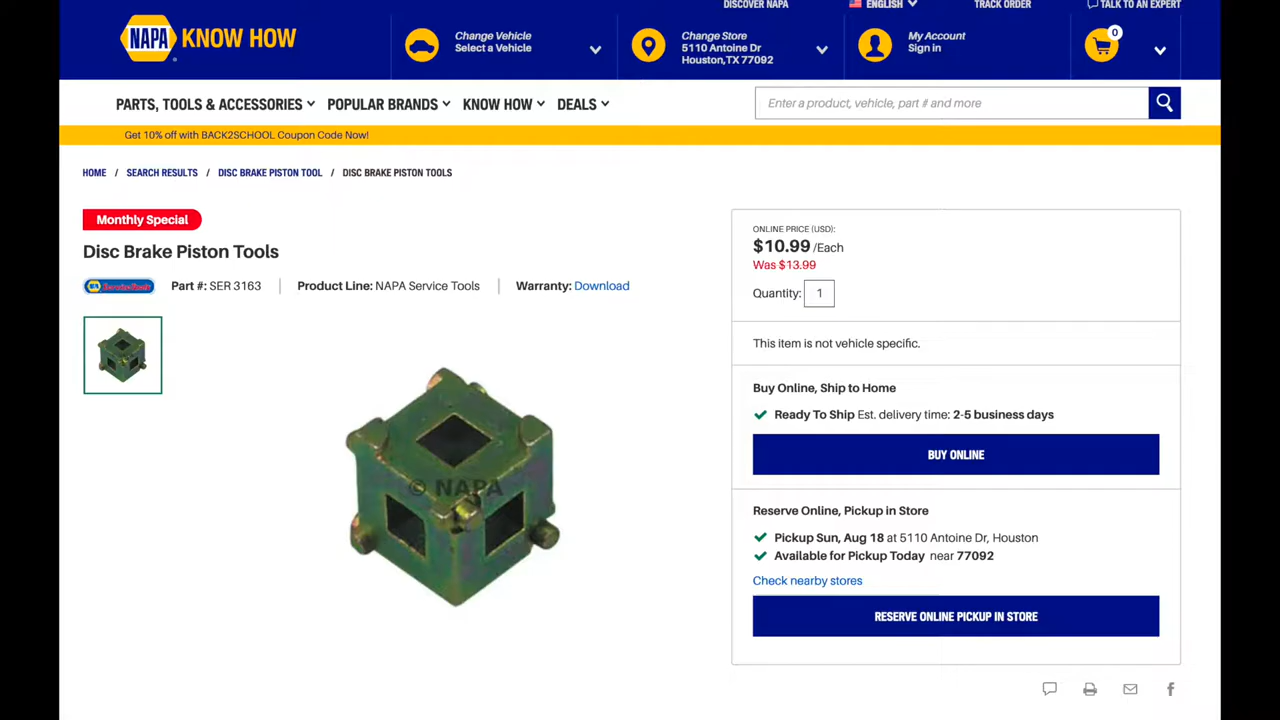 DISCOVER NAPA
ENGLISH
TRACK ORDER
TALK TO AN EXPERT
NAPA
KNOW HOW
Change Vehicle
Select a Vehicle
Change Store
5110 Antoine Dr
Houston,TX 77092
My Account
Sign in
0
PARTS, TOOLS & ACCESSORIES
POPULAR BRANDS
KNOW HOW
DEALS
Enter a product, vehicle, part # and more
Get 10% off with BACK2SCHOOL Coupon Code Now!
HOME / SEARCH RESULTS / DISC BRAKE PISTON TOOL / DISC BRAKE PISTON TOOLS
Monthly Special
Disc Brake Piston Tools
Part #: SER 3163
Product Line: NAPA Service Tools
Warranty: Download
© NAPA
ONLINE PRICE (USD):
$10.99 /Each
Was $13.99
Quantity: 1
This item is not vehicle specific.
Buy Online, Ship to Home
Ready To Ship Est. delivery time: 2-5 business days
BUY ONLINE
Reserve Online, Pickup in Store
Pickup Sun, Aug 18 at 5110 Antoine Dr, Houston
Available for Pickup Today near 77092
Check nearby stores
RESERVE ONLINE PICKUP IN STORE